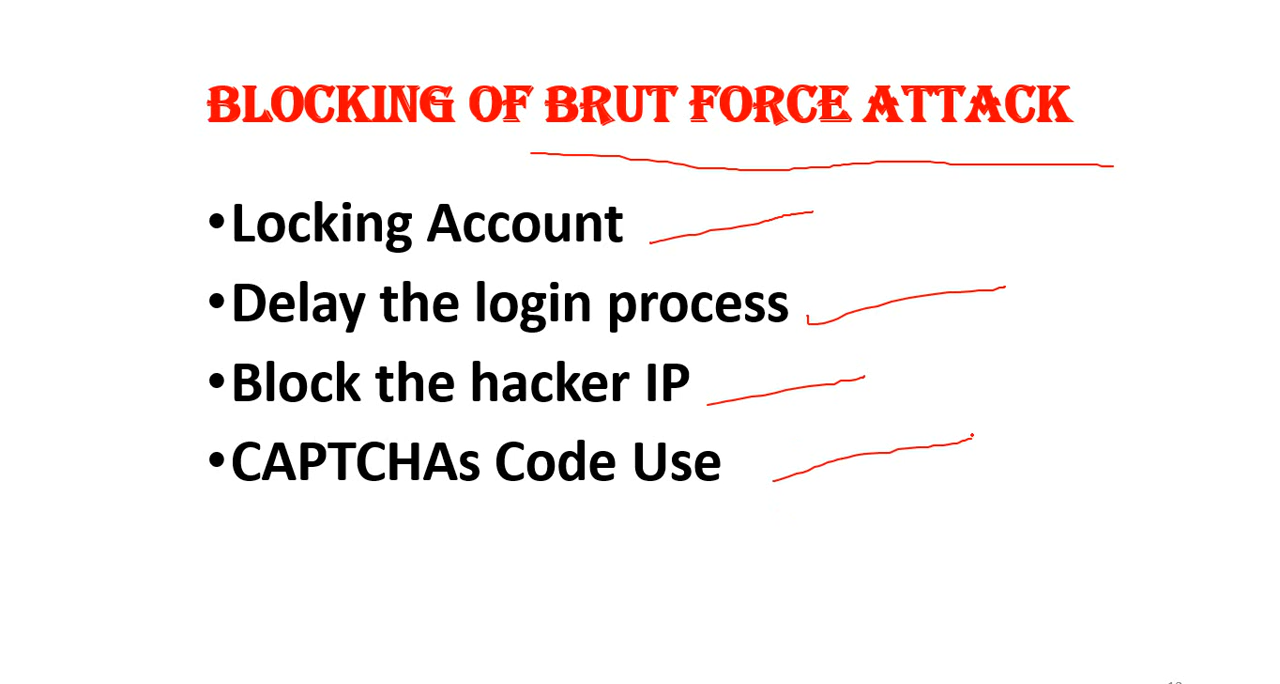 BLOCKING OF BRUT FORCE ATTACK
•Locking Account
•Delay the login process
•Block the hacker IP
•CAPTCHAs Code Use